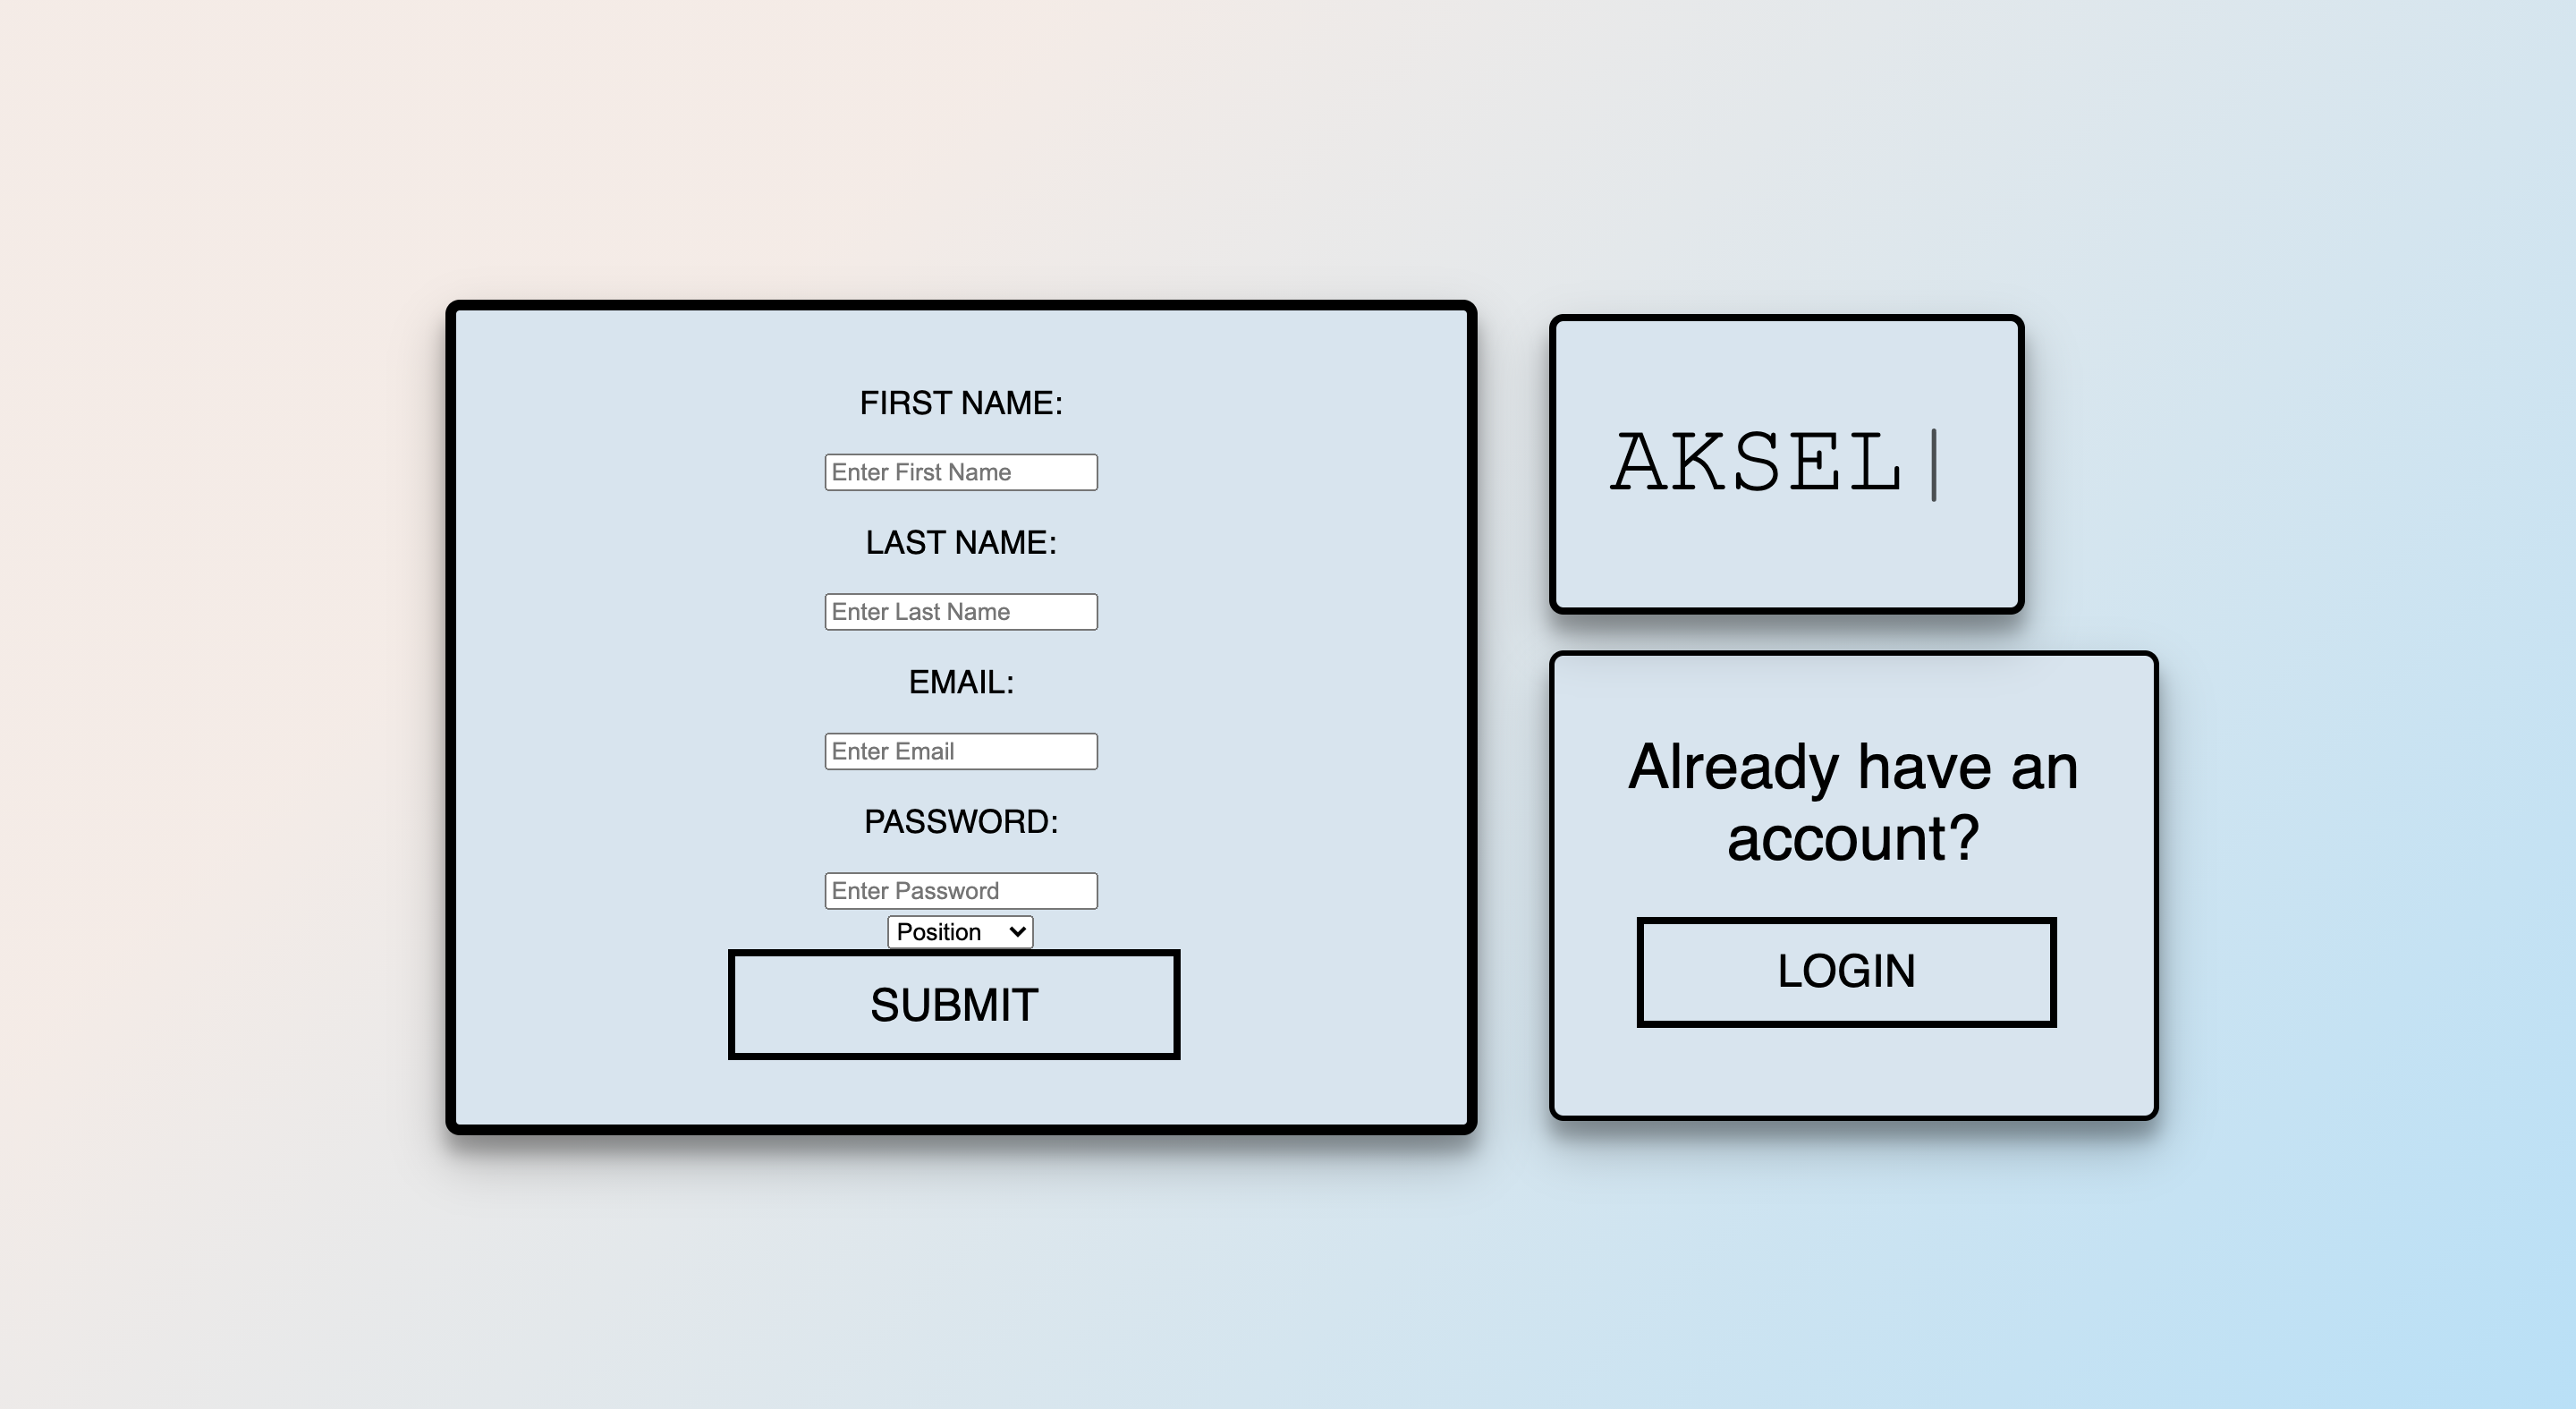 FIRST NAME:
Enter First Name
LAST NAME:
Enter Last Name
EMAIL:
Enter Email
PASSWORD:
Enter Password
Position
SUBMIT
AKSEL
Already have an
account?
LOGIN